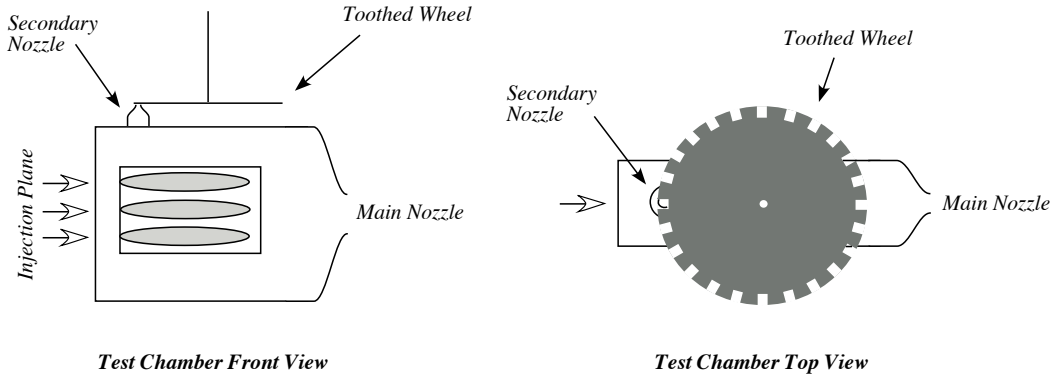 Secondary
Nozzle
Toothed Wheel
Injection Plane
Main Nozzle
Test Chamber Front View
Toothed Wheel
Secondary
Nozzle
Main Nozzle
Test Chamber Top View